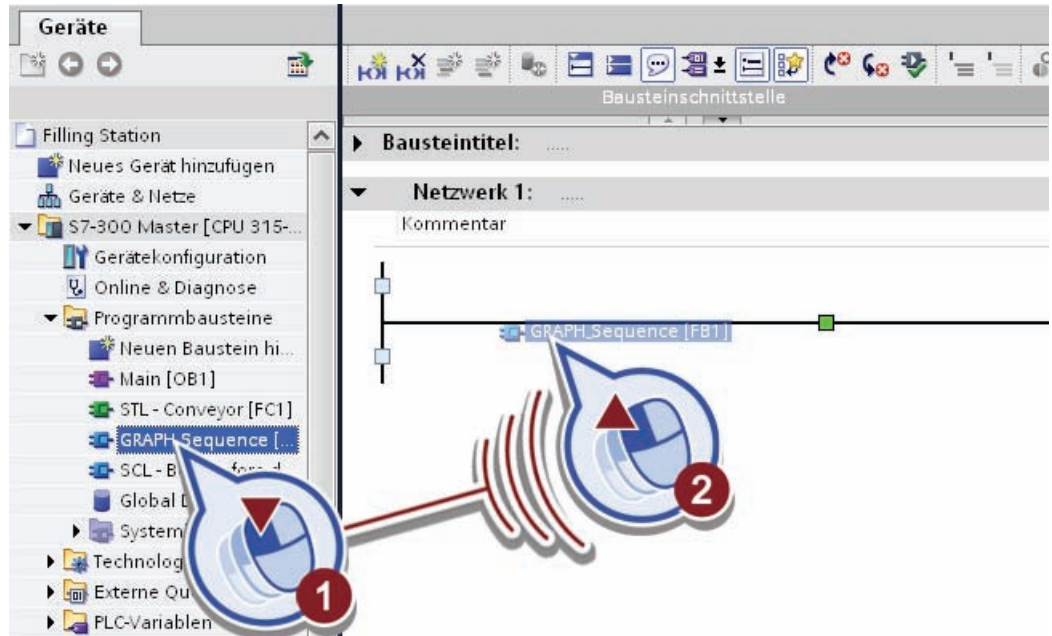 Geräte
Bausteinschnittstelle
Filling Station
Neues Gerät hinzufügen
Geräte & Netze
S7-300 Master [CPU 315-...
Gerätekonfiguration
Online & Diagnose
Programmbausteine
Neuen Baustein hi...
Main [OB1]
STL - Conveyor [FC1]
GRAPH_Sequence [...
SCL - B
Global D
System
Technolog
Externe Qu
PLC-Variablen
1
Bausteintitel: .....
Netzwerk 1: .....
Kommentar
GRAPH_Sequence [FB1]
2